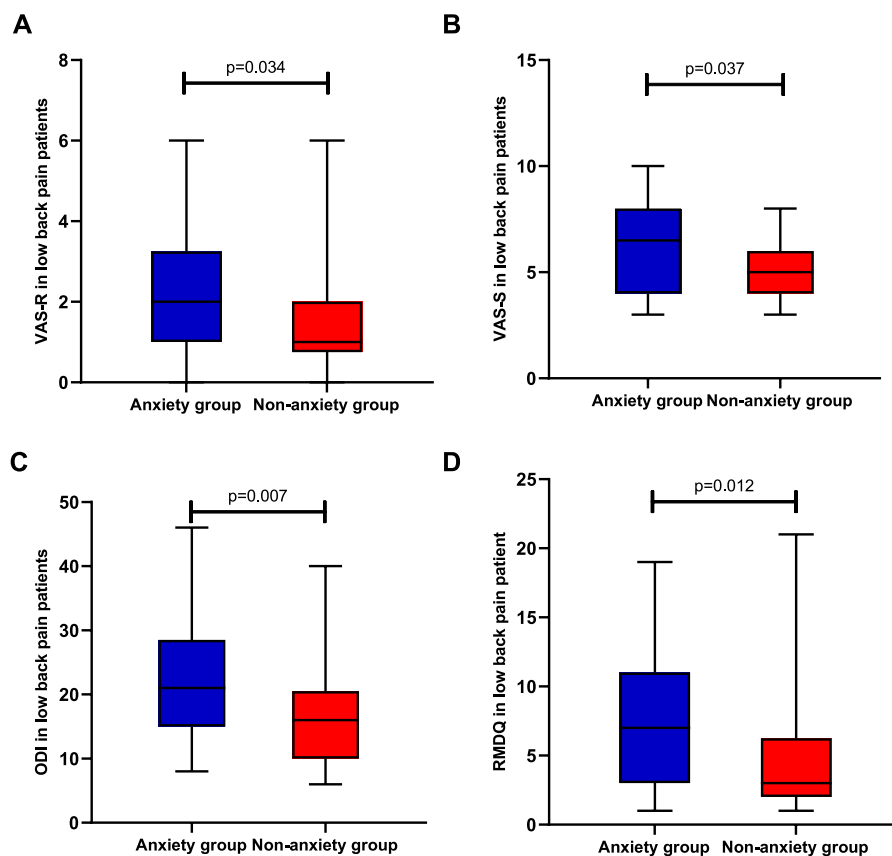 A
VAS-R in low back pain patients
8
6
4
2
0
p=0.034
Anxiety group Non-anxiety group
B
VAS-S in low back pain patients
15
10
5
0
p=0.037
Anxiety group Non-anxiety group
C
ODI in low back pain patients
50
40
30
20
10
0
p=0.007
Anxiety group Non-anxiety group
D
RMDQ in low back pain patient
25
20
15
10
5
0
p=0.012
Anxiety group Non-anxiety group